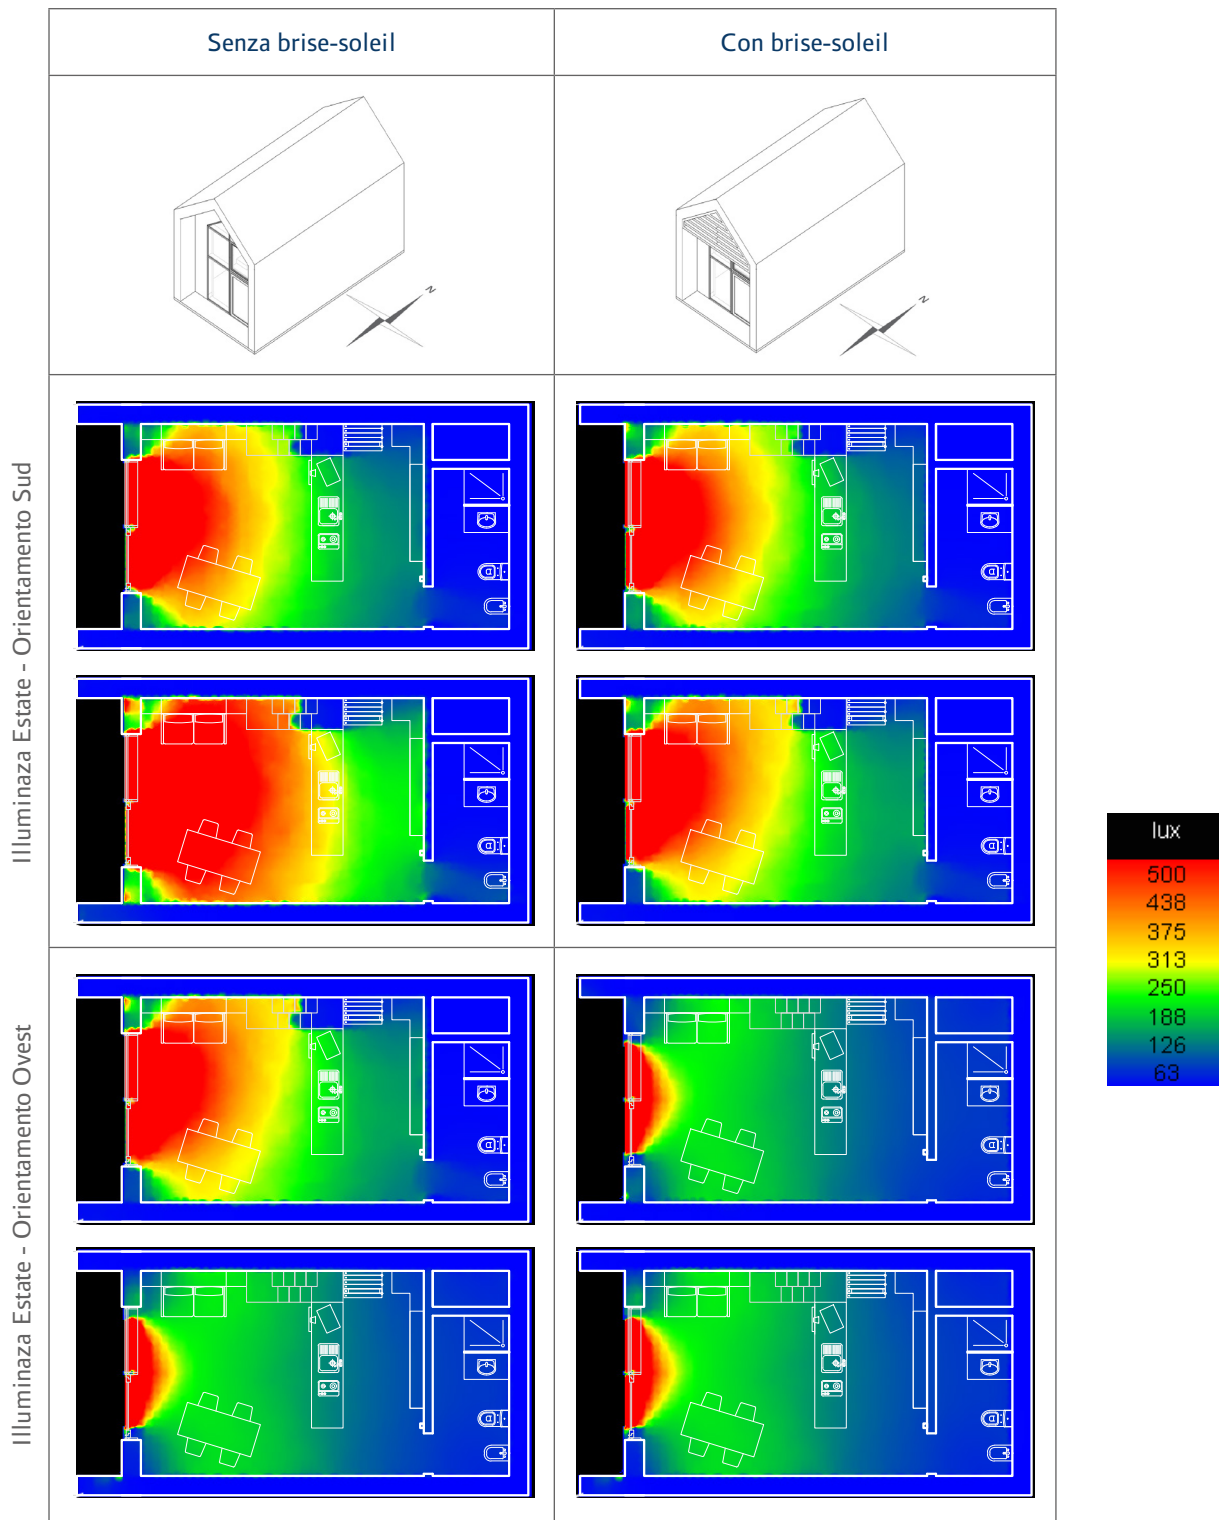 Senza brise-soleil
Con brise-soleil
N
N
Illuminaza Estate - Orientamento Sud
Illuminaza Estate - Orientamento Ovest
lux
500
438
375
313
250
188
126
63